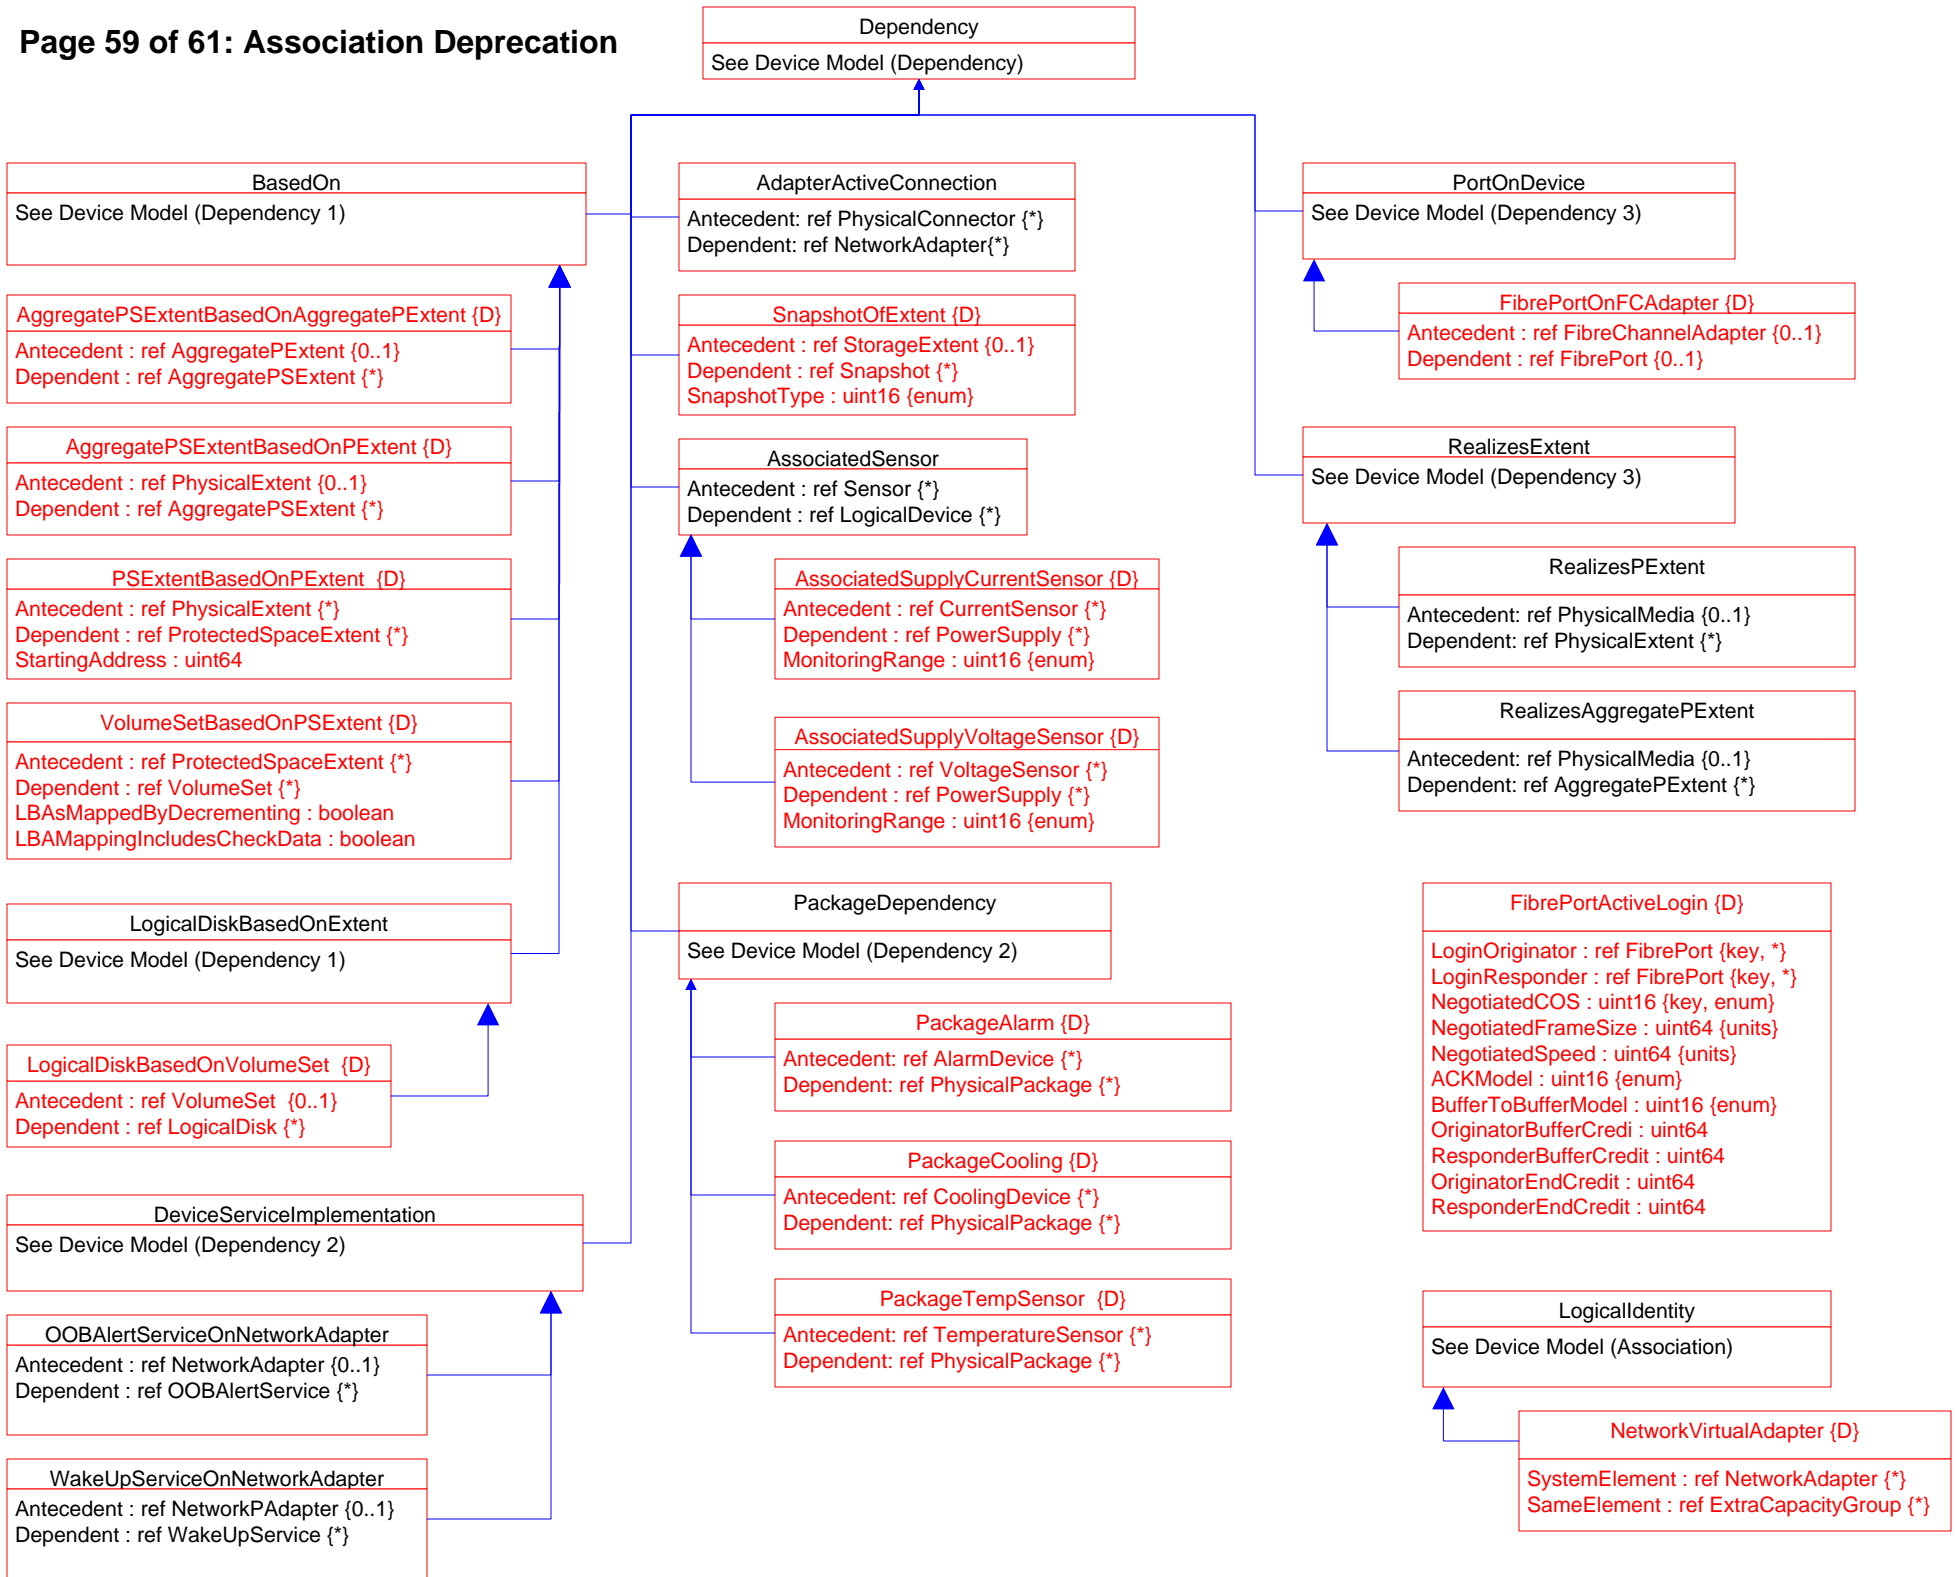 Page 59 of 61: Association Deprecation
Dependency
See Device Model (Dependency)
BasedOn
See Device Model (Dependency 1)
AggregatePSExtentBasedOnAggregatePExtent {D}
Antecedent : ref AggregatePExtent {0..1}
Dependent : ref AggregatePSExtent {*}
AggregatePSExtentBasedOnPExtent {D}
Antecedent : ref PhysicalExtent {0..1}
Dependent : ref AggregatePSExtent {*}
PSExtentBasedOnPExtent  {D}
Antecedent : ref PhysicalExtent {*}
Dependent : ref ProtectedSpaceExtent {*}
StartingAddress : uint64
VolumeSetBasedOnPSExtent {D}
Antecedent : ref ProtectedSpaceExtent {*}
Dependent : ref VolumeSet {*}
LBAsMappedByDecrementing : boolean
LBAMappingIncludesCheckData : boolean
LogicalDiskBasedOnExtent
See Device Model (Dependency 1)
LogicalDiskBasedOnVolumeSet  {D}
Antecedent : ref VolumeSet  {0..1}
Dependent : ref LogicalDisk {*}
DeviceServiceImplementation
See Device Model (Dependency 2)
OOBAlertServiceOnNetworkAdapter
Antecedent : ref NetworkAdapter {0..1}
Dependent : ref OOBAlertService {*}
WakeUpServiceOnNetworkAdapter
Antecedent : ref NetworkPAdapter {0..1}
Dependent : ref WakeUpService {*}
AdapterActiveConnection
Antecedent: ref PhysicalConnector {*}
Dependent: ref NetworkAdapter{*}
SnapshotOfExtent {D}
Antecedent : ref StorageExtent {0..1}
Dependent : ref Snapshot {*}
SnapshotType : uint16 {enum}
AssociatedSensor
Antecedent : ref Sensor {*}
Dependent : ref LogicalDevice {*}
AssociatedSupplyCurrentSensor {D}
Antecedent : ref CurrentSensor {*}
Dependent : ref PowerSupply {*}
MonitoringRange : uint16 {enum}
AssociatedSupplyVoltageSensor {D}
Antecedent : ref VoltageSensor {*}
Dependent : ref PowerSupply {*}
MonitoringRange : uint16 {enum}
PackageDependency
See Device Model (Dependency 2)
PackageAlarm {D}
Antecedent: ref AlarmDevice {*}
Dependent: ref PhysicalPackage {*}
PackageCooling {D}
Antecedent: ref CoolingDevice {*}
Dependent: ref PhysicalPackage {*}
PackageTempSensor  {D}
Antecedent: ref TemperatureSensor {*}
Dependent: ref PhysicalPackage {*}
PortOnDevice
See Device Model (Dependency 3)
FibrePortOnFCAdapter {D}
Antecedent : ref FibreChannelAdapter {0..1}
Dependent : ref FibrePort {0..1}
RealizesExtent
See Device Model (Dependency 3)
RealizesPExtent
Antecedent: ref PhysicalMedia {0..1}
Dependent: ref PhysicalExtent {*}
RealizesAggregatePExtent
Antecedent: ref PhysicalMedia {0..1}
Dependent: ref AggregatePExtent {*}
FibrePortActiveLogin {D}
LoginOriginator : ref FibrePort {key, *}
LoginResponder : ref FibrePort {key, *}
NegotiatedCOS : uint16 {key, enum}
NegotiatedFrameSize : uint64 {units}
NegotiatedSpeed : uint64 {units}
ACKModel : uint16 {enum}
BufferToBufferModel : uint16 {enum}
OriginatorBufferCredi : uint64
ResponderBufferCredit : uint64
OriginatorEndCredit : uint64
ResponderEndCredit : uint64
LogicalIdentity
See Device Model (Association)
NetworkVirtualAdapter {D}
SystemElement : ref NetworkAdapter {*}
SameElement : ref ExtraCapacityGroup {*}